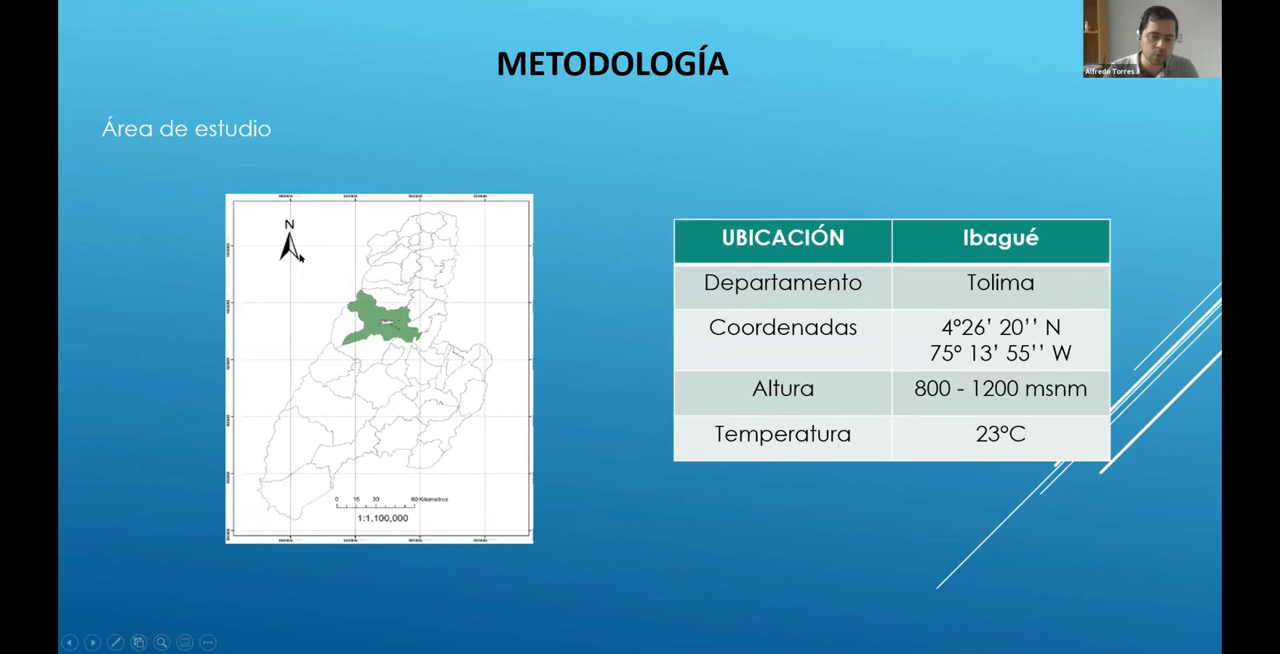 METODOLOGÍA
Alfredo Torres
Área de estudio
N
0 15 30 60 Kilometros
1:1,100,000
UBICACIÓN Ibagué
Departamento Tolima
Coordenadas 4°26’ 20’’ N
75° 13’ 55’’ W
Altura 800 - 1200 msnm
Temperatura 23°C